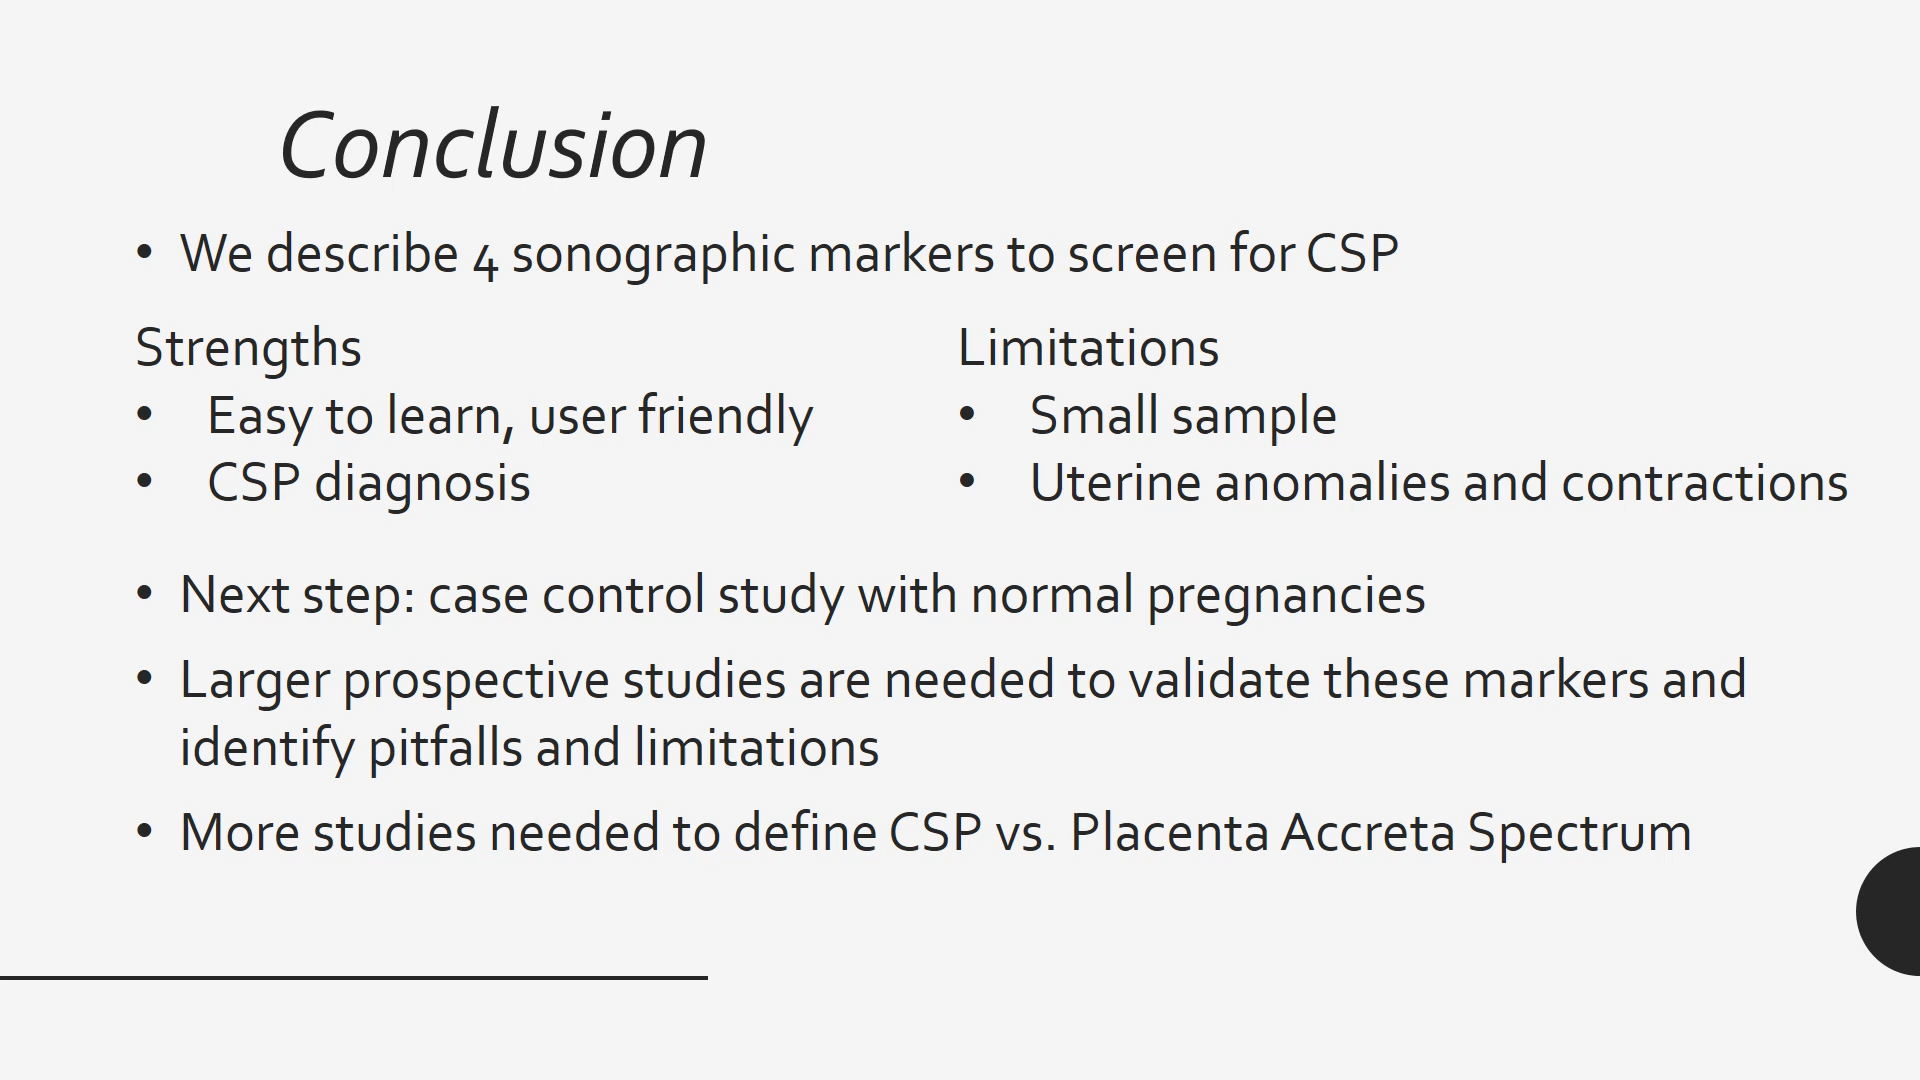 Conclusion
• We describe 4 sonographic markers to screen for CSP
Strengths
• Easy to learn, user friendly
• CSP diagnosis
Limitations
• Small sample
• Uterine anomalies and contractions
• Next step: case control study with normal pregnancies
• Larger prospective studies are needed to validate these markers and
identify pitfalls and limitations
• More studies needed to define CSP vs. Placenta Accreta Spectrum